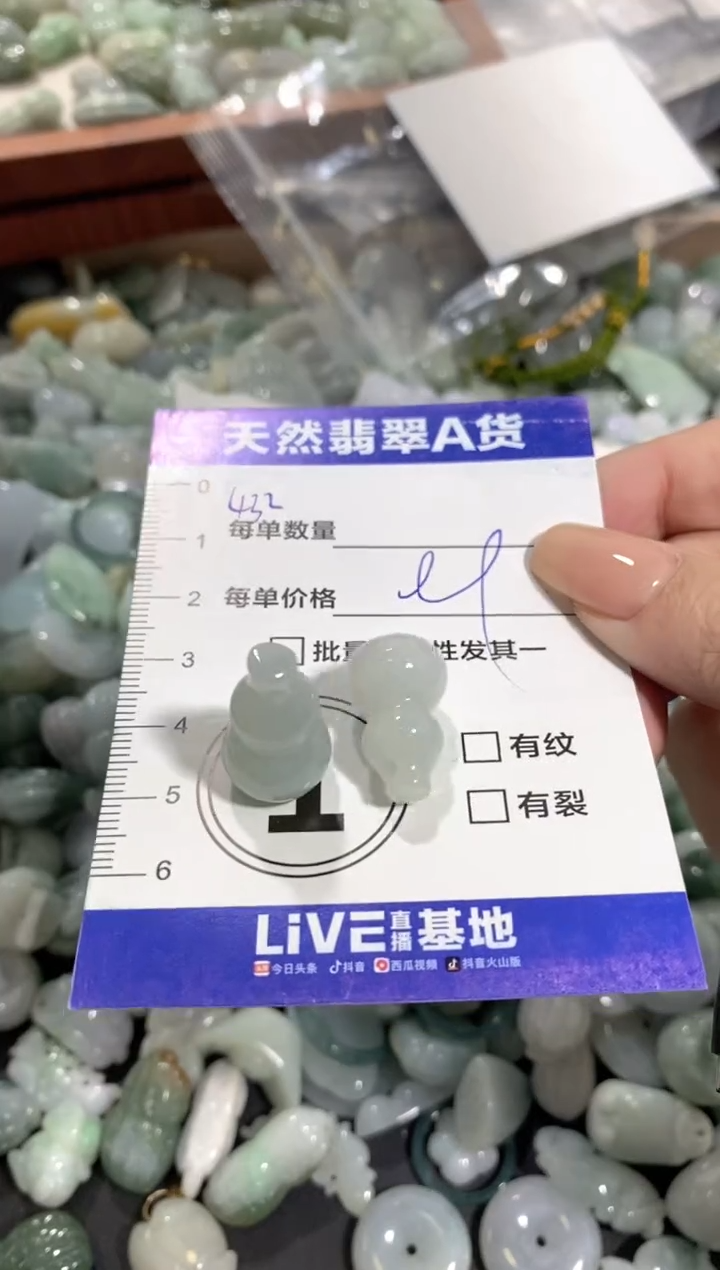 天然翡翠A货
0
432
每单数量
1
每单价格
2
3
批量 性发其一
4
有纹
5
有裂
1
6
LiVE直播基地
今日头条 抖音 西瓜视频 抖音火山版